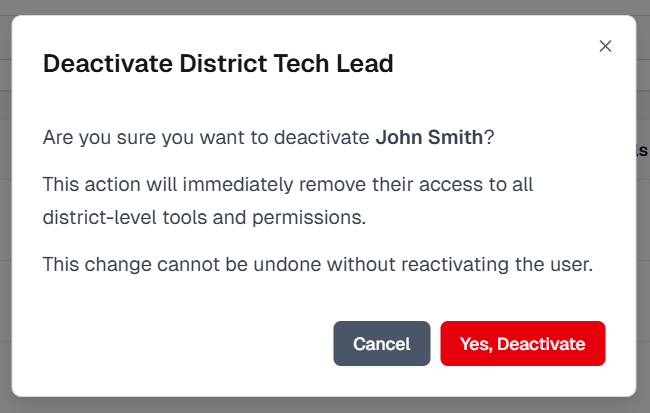 Deactivate District Tech Lead
Are you sure you want to deactivate John Smith?
This action will immediately remove their access to all
district-level tools and permissions.
This change cannot be undone without reactivating the user.
Cancel
Yes, Deactivate